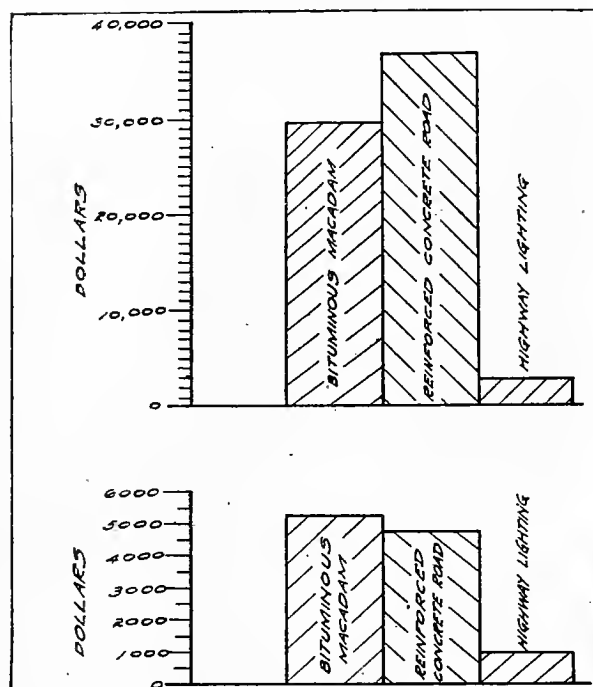 40,000
30,000
20,000
10,000
0
DOLLARS
BITUMINOUS MACADAM
REINFORCED CONCRETE ROAD
HIGHWAY LIGHTING
6000
5000
4000
3000
2000
1000
0
DOLLARS
BITUMINOUS
MACADAM
REINFORCED
CONCRETE ROAD
HIGHWAY LIGHTING